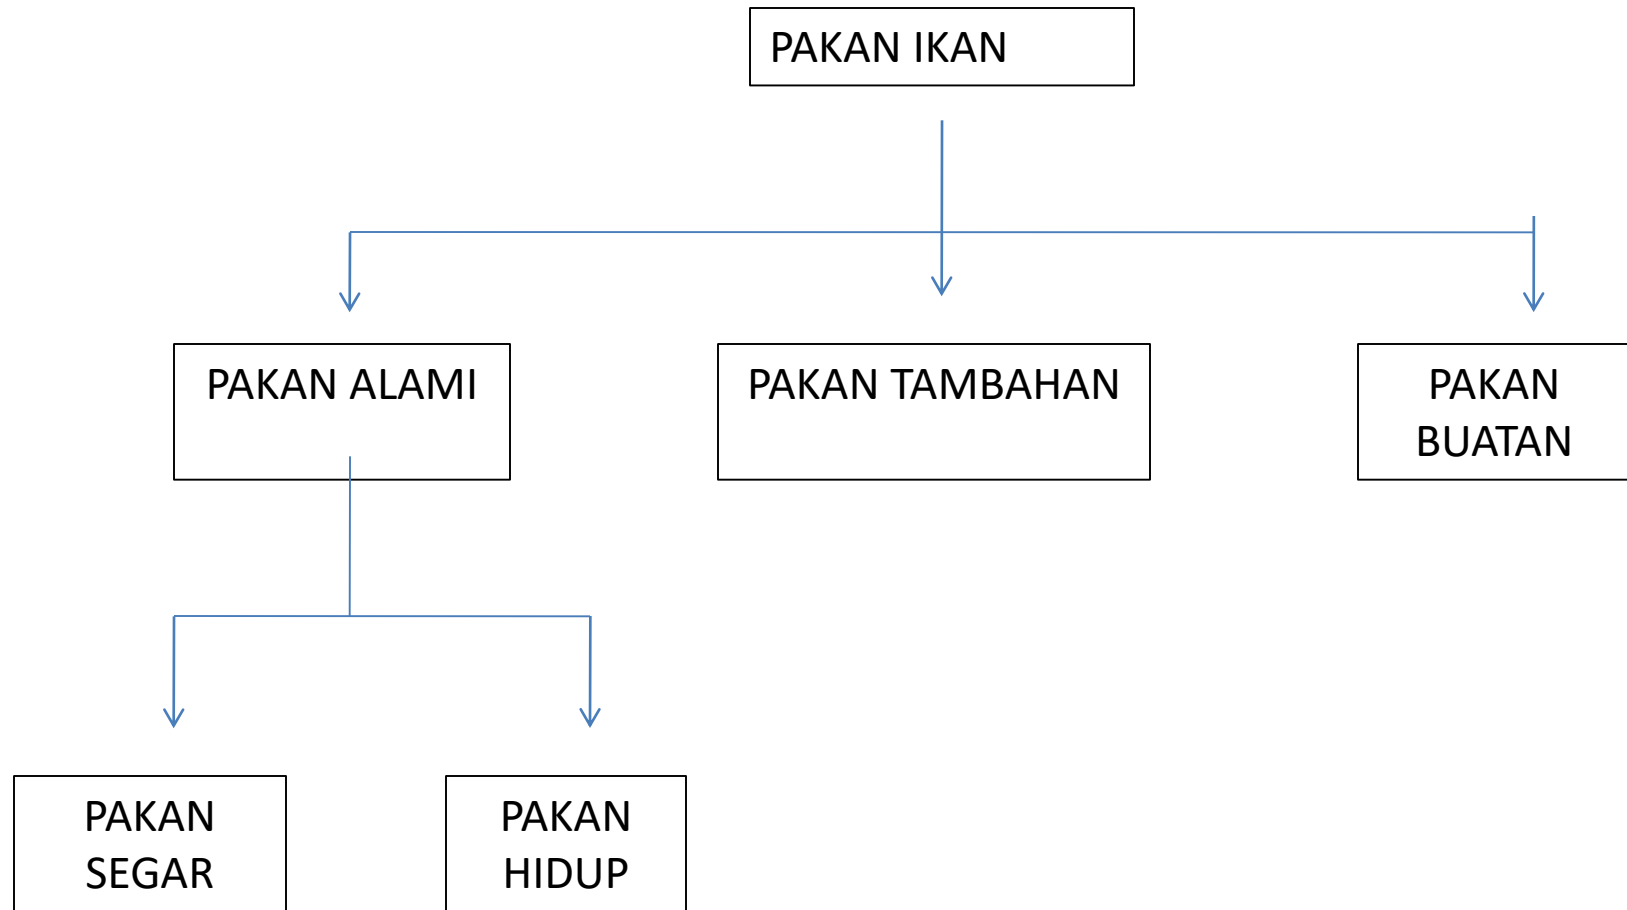 PAKAN IKAN
PAKAN ALAMI
PAKAN TAMBAHAN
PAKAN
BUATAN
PAKAN
SEGAR
PAKAN
HIDUP